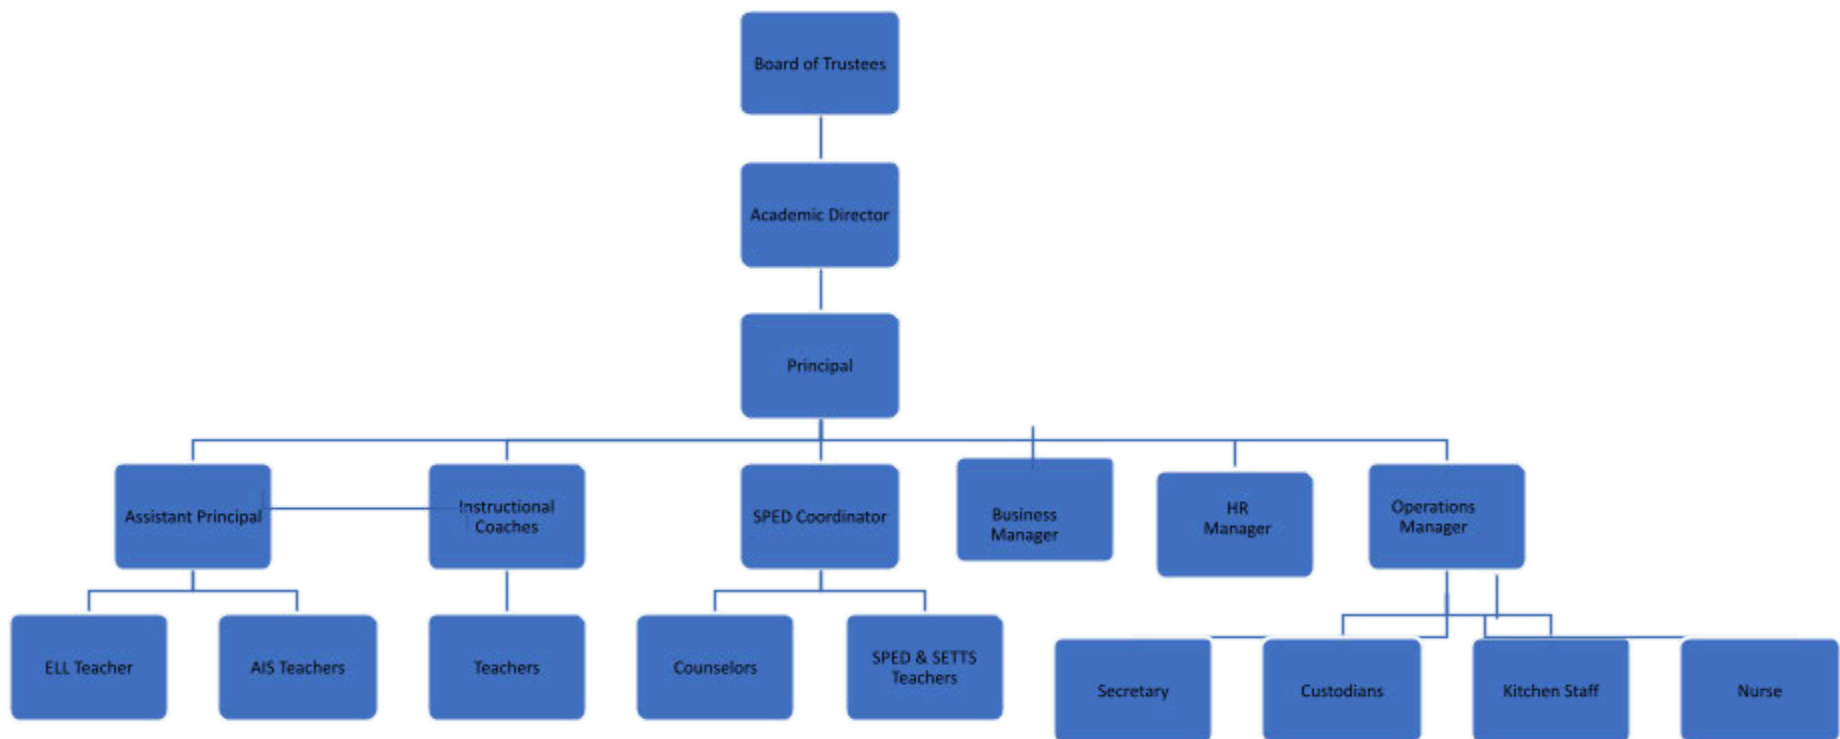 Board of Trustees
Academic Director
Principal
Assistant Principal
Instructional
Coaches
SPED Coordinator
Business
Manager
HR
Manager
Operations
Manager
ELL Teacher
AIS Teachers
Teachers
Counselors
SPED & SETTS
Teachers
Secretary
Custodians
Kitchen Staff
Nurse